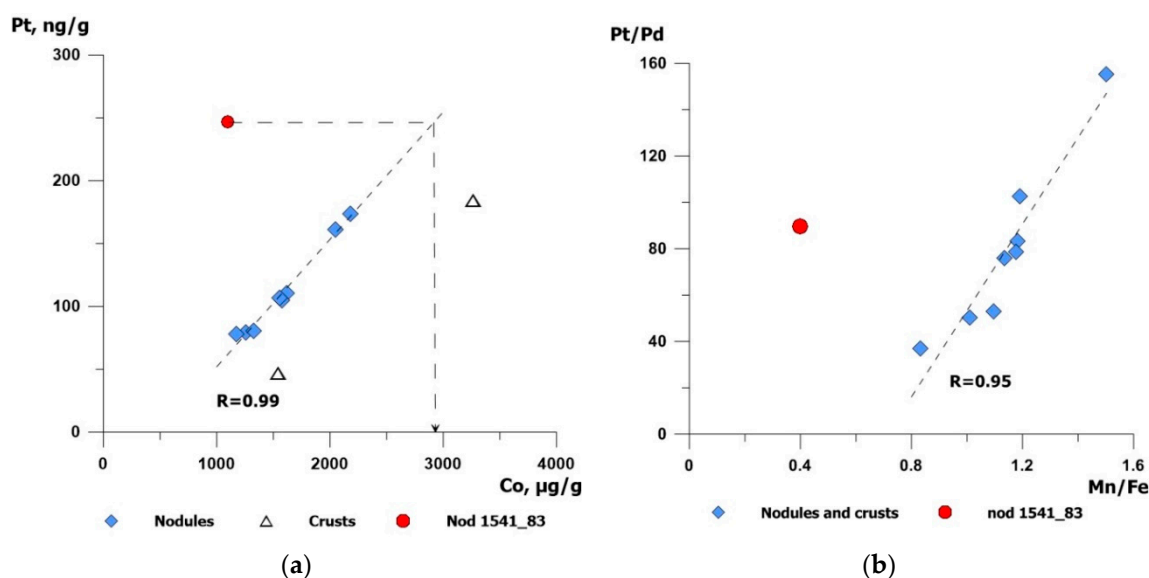 Pt, ng/g
300
200
100
0
R=0.99
0 1000 2000 3000 4000
Co, µg/g
Nodules Crusts Nod 1541_83
(a)
Pt/Pd
160
120
80
40
0
R=0.95
0 0.4 0.8 1.2 1.6
Mn/Fe
Nodules and crusts nod 1541_83
(b)